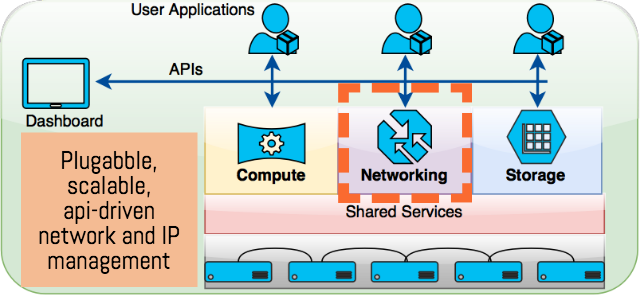 User Applications
APIs
Dashboard
Compute
Networking
Storage
Shared Services
Plugabble,
scalable,
api-driven
network and IP
management